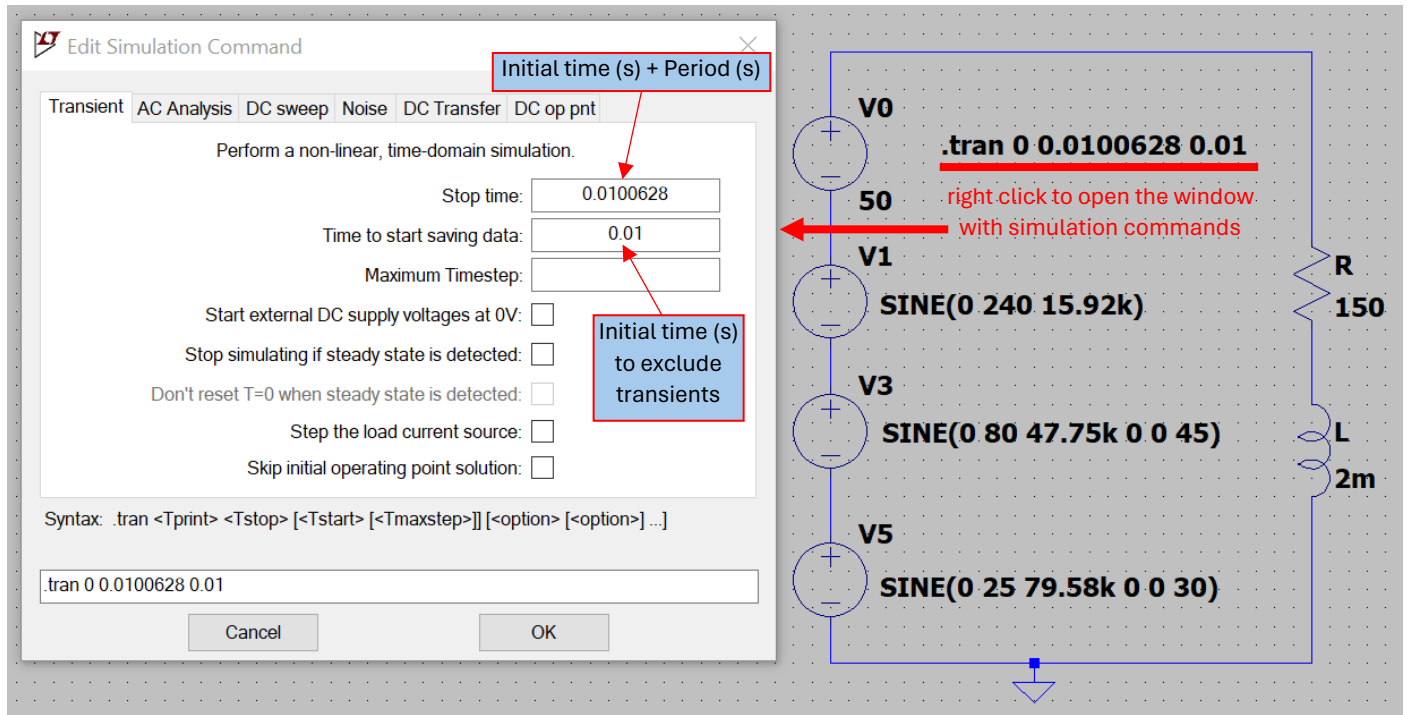 Edit Simulation Command
Initial time (s) + Period (s)
Transient AC Analysis DC sweep Noise DC Transfer DC op pnt
Perform a non-linear, time-domain simulation.
Stop time: 0.0100628
Time to start saving data: 0.01
Maximum Timestep:
Start external DC supply voltages at 0V:
Stop simulating if steady state is detected:
Don't reset T=0 when steady state is detected:
Step the load current source:
Skip initial operating point solution:
Initial time (s)
to exclude
transients
Syntax: .tran <Tprint> <Tstop> [<Tstart> [<Tmaxstep>]] [<option> [<option>] ...]
.tran 0 0.0100628 0.01
Cancel OK
V0
+
—
50
.tran 0 0.0100628 0.01
right click to open the window
with simulation commands
V1
+
—
SINE(0 240 15.92k)
V3
+
—
SINE(0 80 47.75k 0 0 45)
V5
+
—
SINE(0 25 79.58k 0 0 30)
R
150
L
2m